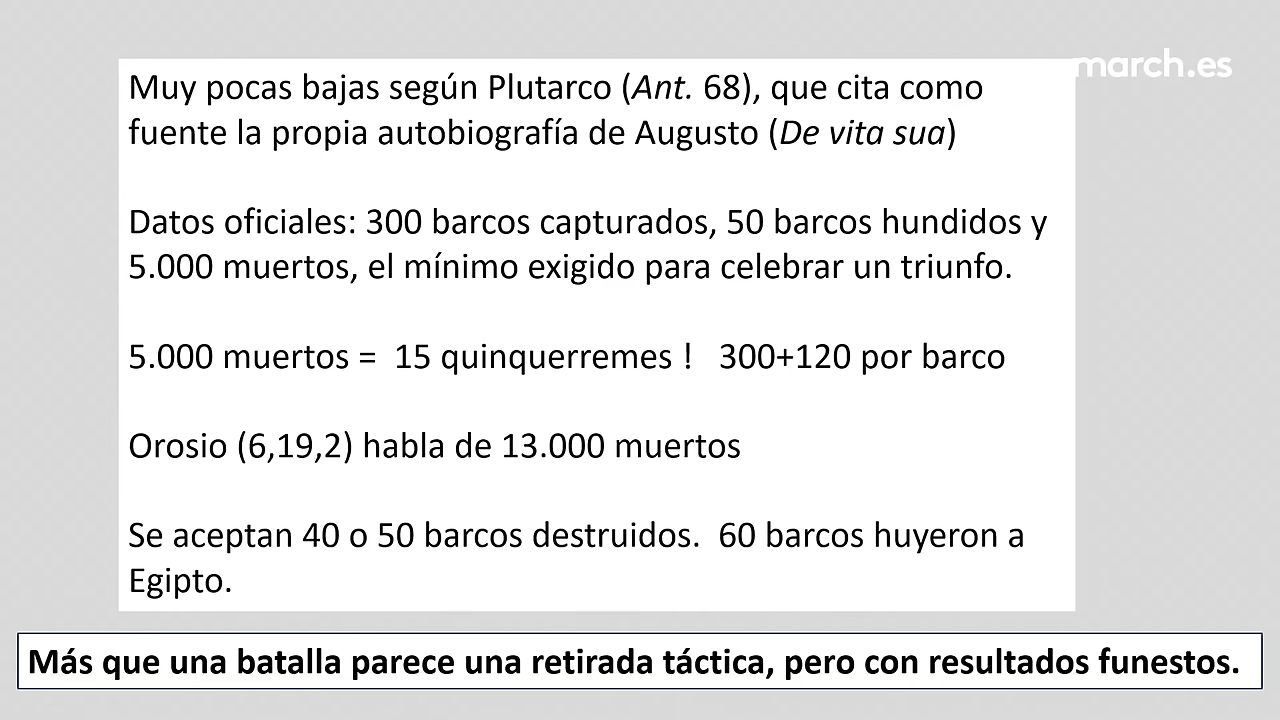 march.es
Muy pocas bajas según Plutarco (Ant. 68), que cita como
fuente la propia autobiografía de Augusto (De vita sua)
Datos oficiales: 300 barcos capturados, 50 barcos hundidos y
5.000 muertos, el mínimo exigido para celebrar un triunfo.
5.000 muertos = 15 quinquerremes ! 300+120 por barco
Orosio (6,19,2) habla de 13.000 muertos
Se aceptan 40 o 50 barcos destruidos. 60 barcos huyeron a
Egipto.
Más que una batalla parece una retirada táctica, pero con resultados funestos.